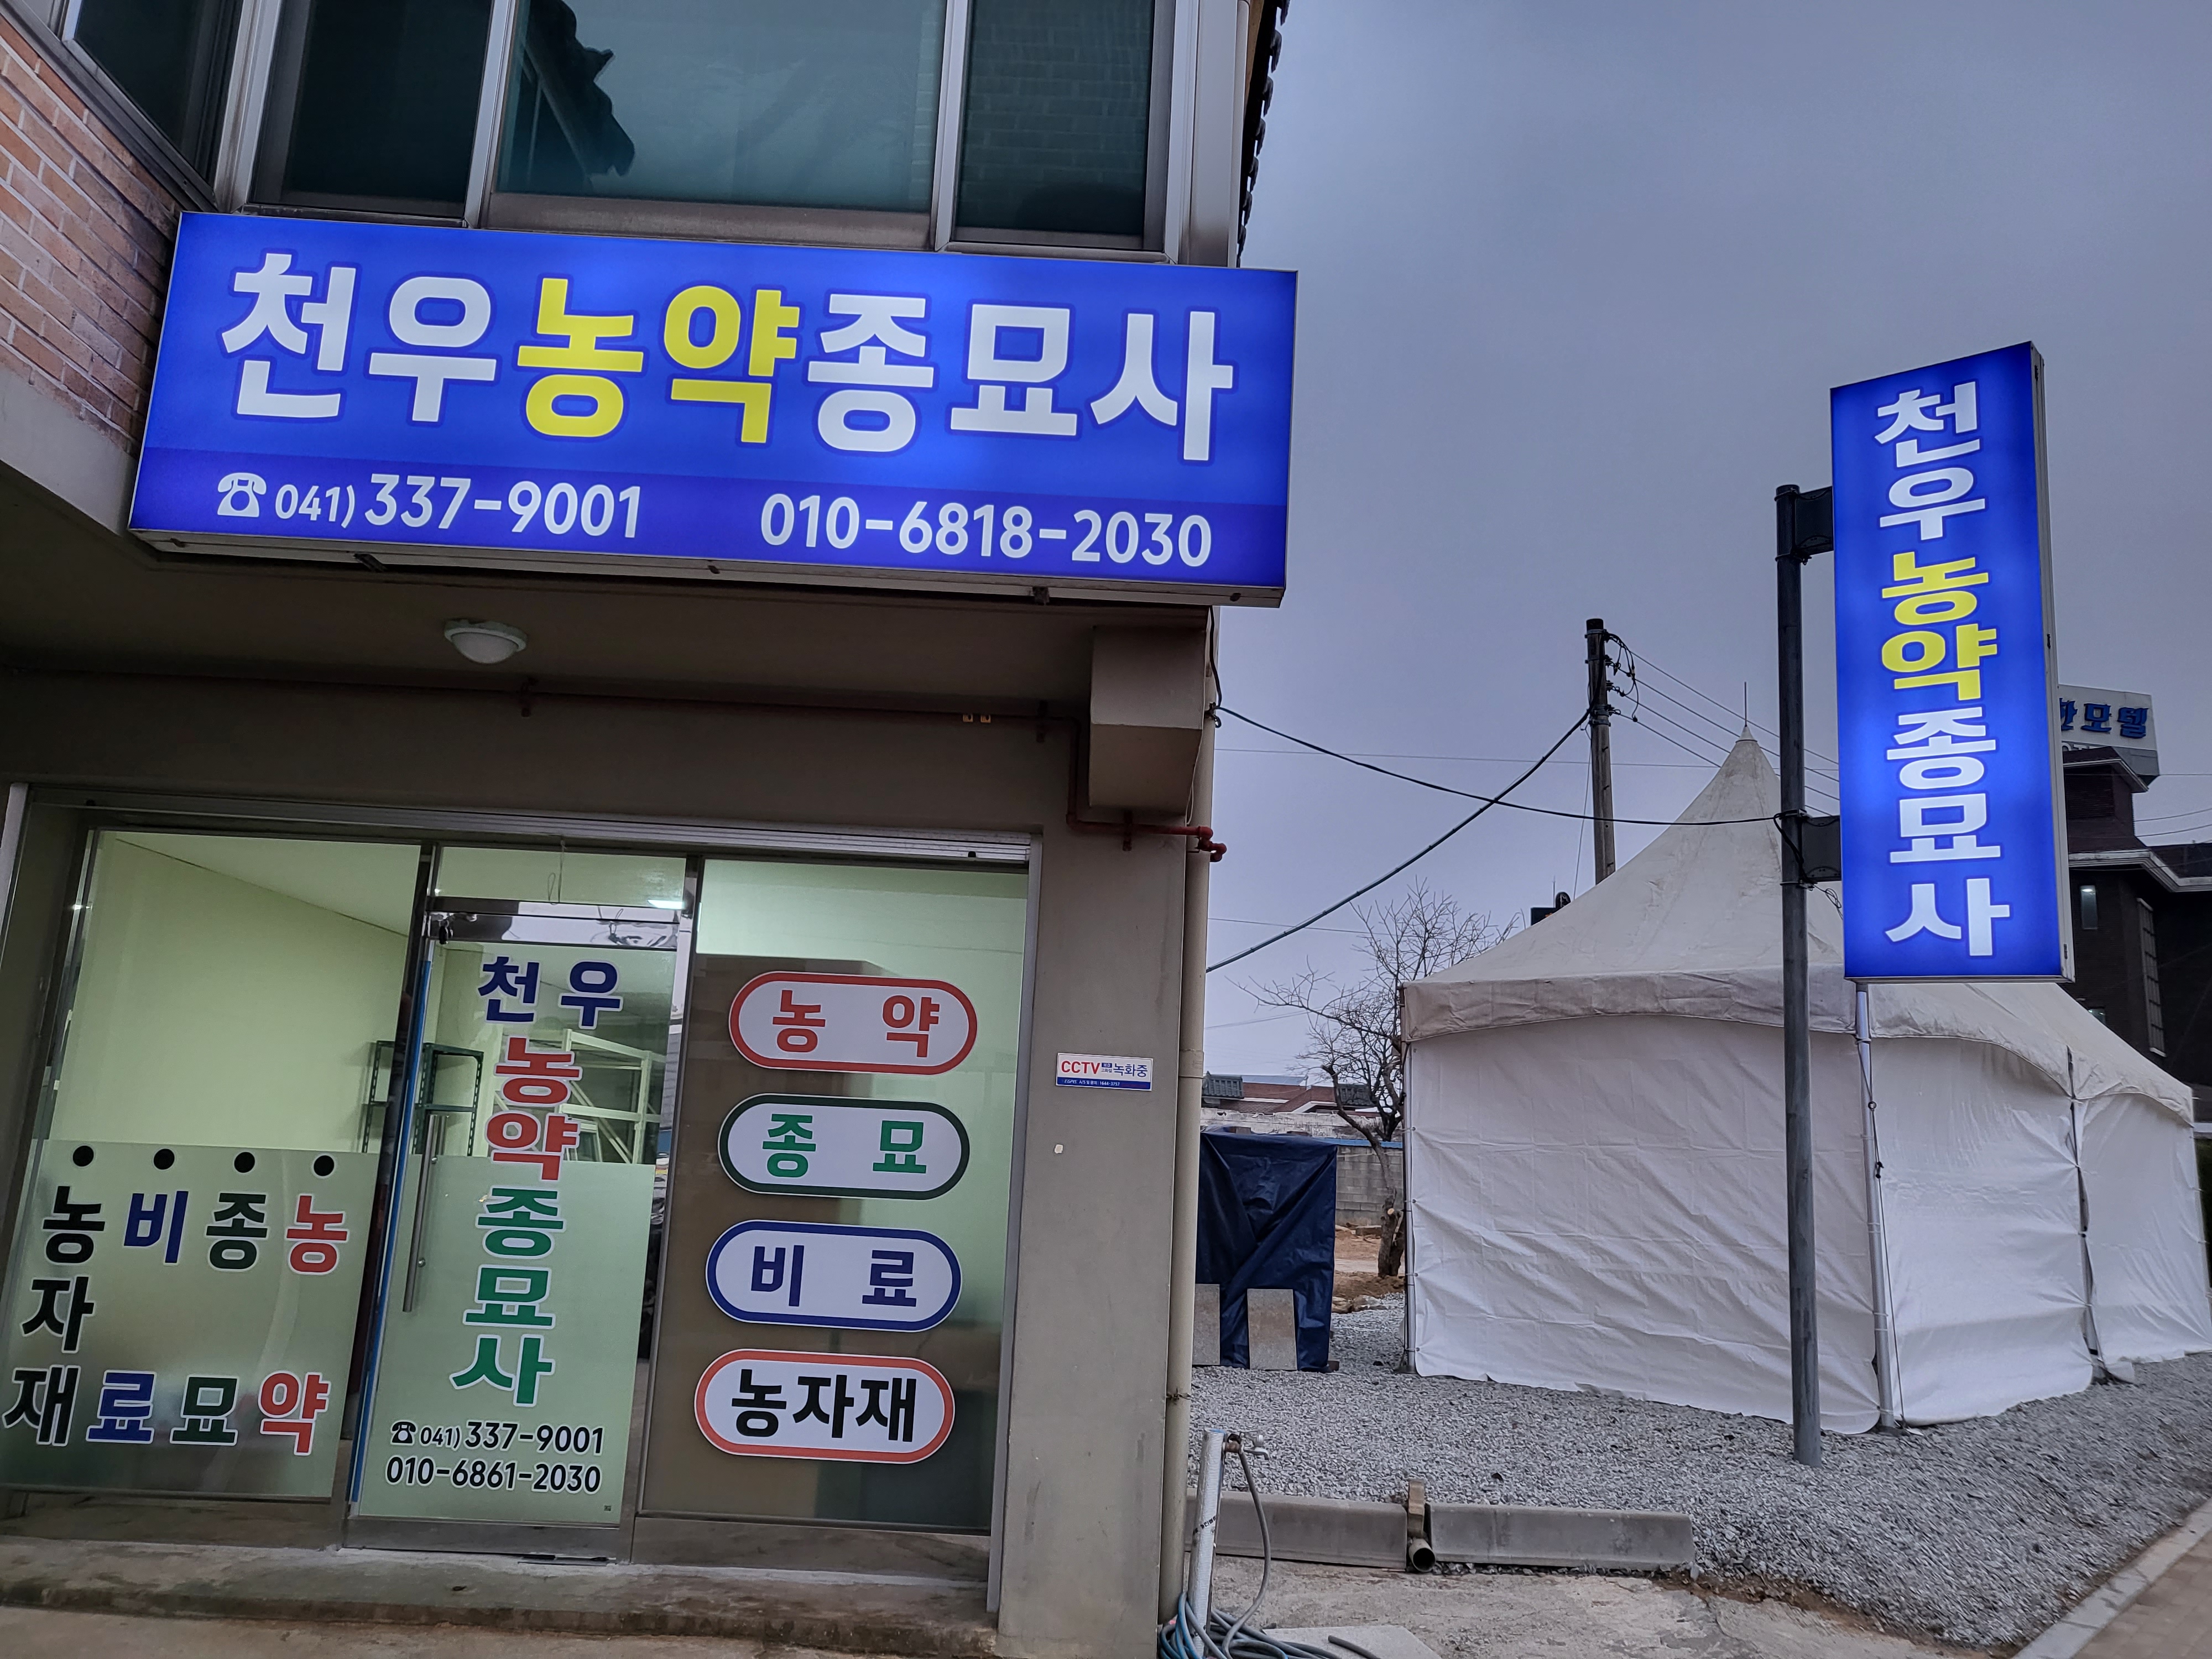 천우농약종묘사
☎ 041) 337-9001 010-6818-2030
천우농약종묘사
모텔
천우
농약
종묘사
☎ 041) 337-9001
010-6861-2030
농약
종묘
비료
농자재
CCTV 녹화중
농약
종묘
비료
농자재